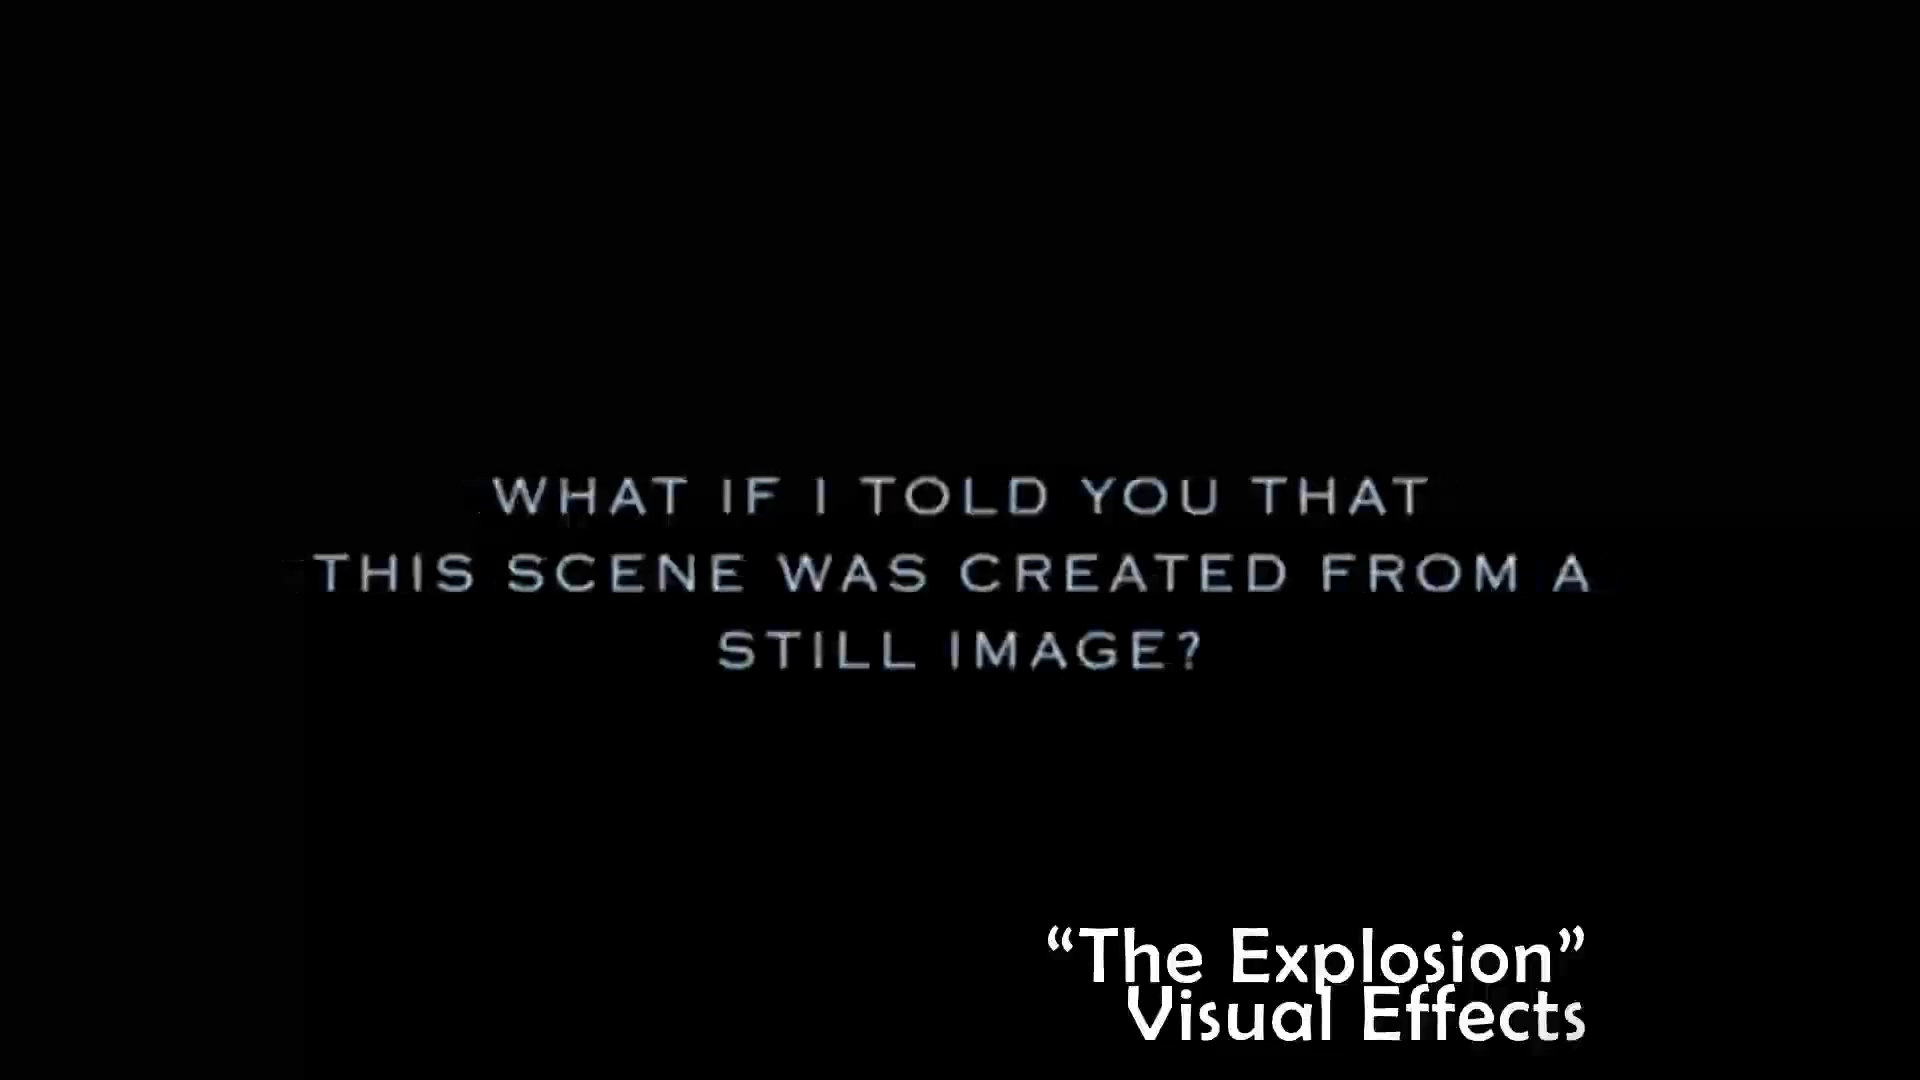 WHAT IF I TOLD YOU THAT
THIS SCENE WAS CREATED FROM A
STILL IMAGE?
“The Explosion”
Visual Effects